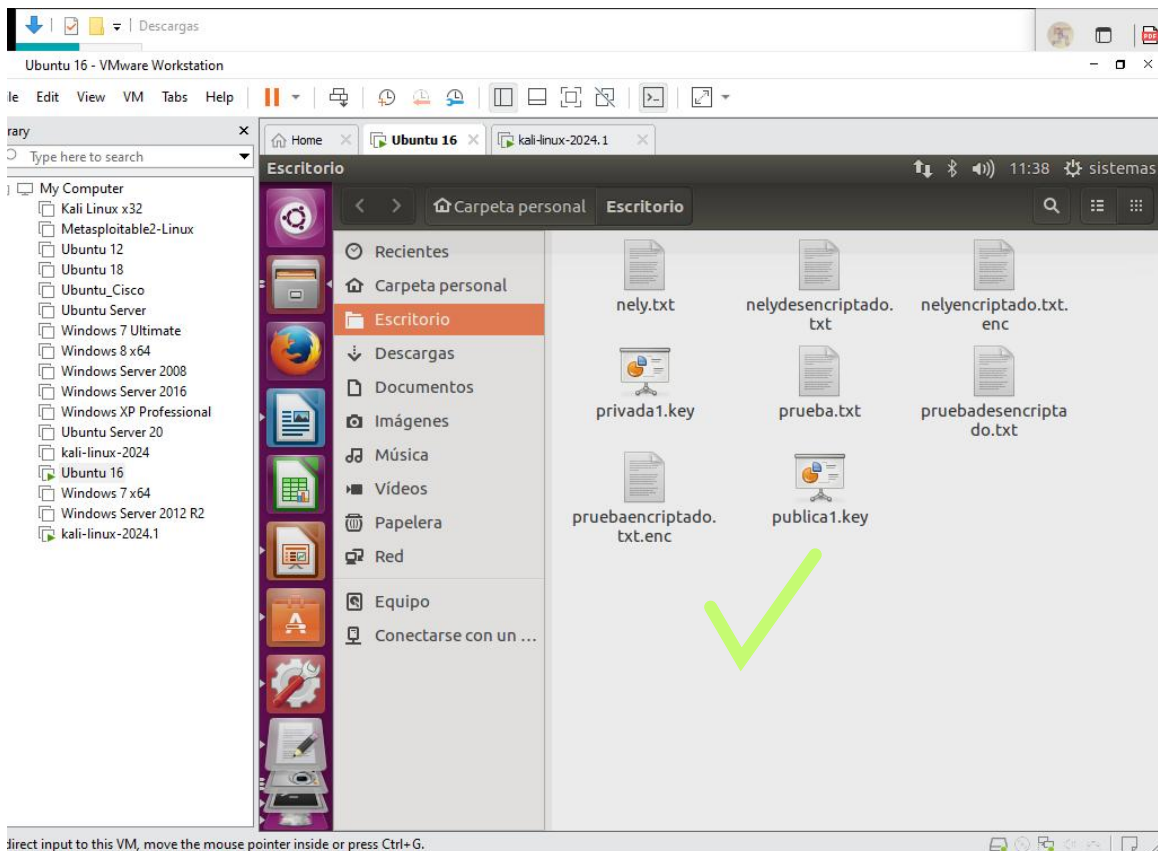 Descargas
Ubuntu 16 - VMware Workstation
ile Edit View VM Tabs Help
rary
Home Ubuntu 16 kali-linux-2024.1
Type here to search
My Computer
Kali Linux x32
Metasploitable2-Linux
Ubuntu 12
Ubuntu 18
Ubuntu_Cisco
Ubuntu Server
Windows 7 Ultimate
Windows 8 x64
Windows Server 2008
Windows Server 2016
Windows XP Professional
Ubuntu Server 20
kali-linux-2024
Ubuntu 16
Windows 7 x64
Windows Server 2012 R2
kali-linux-2024.1
Escritorio 11:38 sistemas
Carpeta personal Escritorio
Recientes
Carpeta personal
Escritorio
Descargas
Documentos
Imágenes
Música
Vídeos
Papelera
Red
Equipo
Conectarse con un ...
nely.txt
nelydesencriptado.
txt
nelyencriptado.txt.
enc
privada1.key
prueba.txt
pruebadesencripta
do.txt
pruebaencriptado.
txt.enc
publica1.key
direct input to this VM, move the mouse pointer inside or press Ctrl+G.